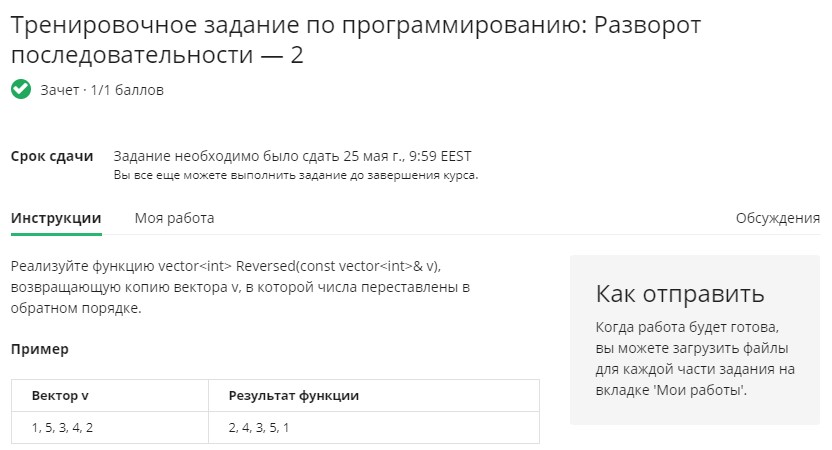 Тренировочное задание по программированию: Разворот
последовательности — 2
Зачет · 1/1 баллов
Срок сдачи Задание необходимо было сдать 25 мая г., 9:59 EEST
Вы все еще можете выполнить задание до завершения курса.
Инструкции Моя работа Обсуждения
Реализуйте функцию vector<int> Reversed(const vector<int>& v),
возвращающую копию вектора v, в которой числа переставлены в
обратном порядке.
Пример
Вектор v Результат функции
1, 5, 3, 4, 2 2, 4, 3, 5, 1
Как отправить
Когда работа будет готова,
вы можете загрузить файлы
для каждой части задания на
вкладке 'Мои работы'.